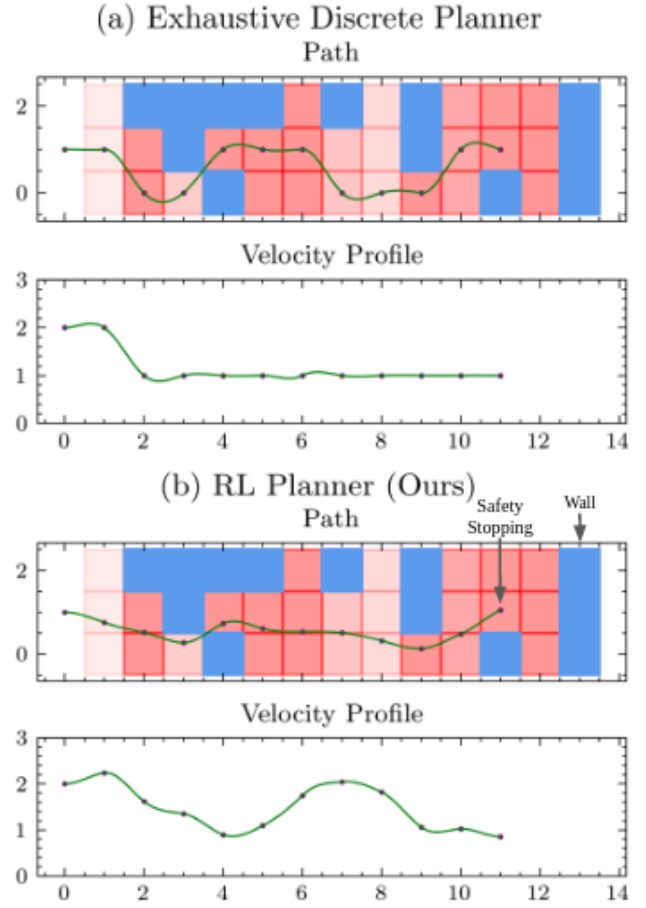 (a) Exhaustive Discrete Planner
Path
2
0
Velocity Profile
3
2
1
0
0 2 4 6 8 10 12 14
(b) RL Planner (Ours)
Path
Safety
Stopping
Wall
2
0
Velocity Profile
3
2
1
0
0 2 4 6 8 10 12 14